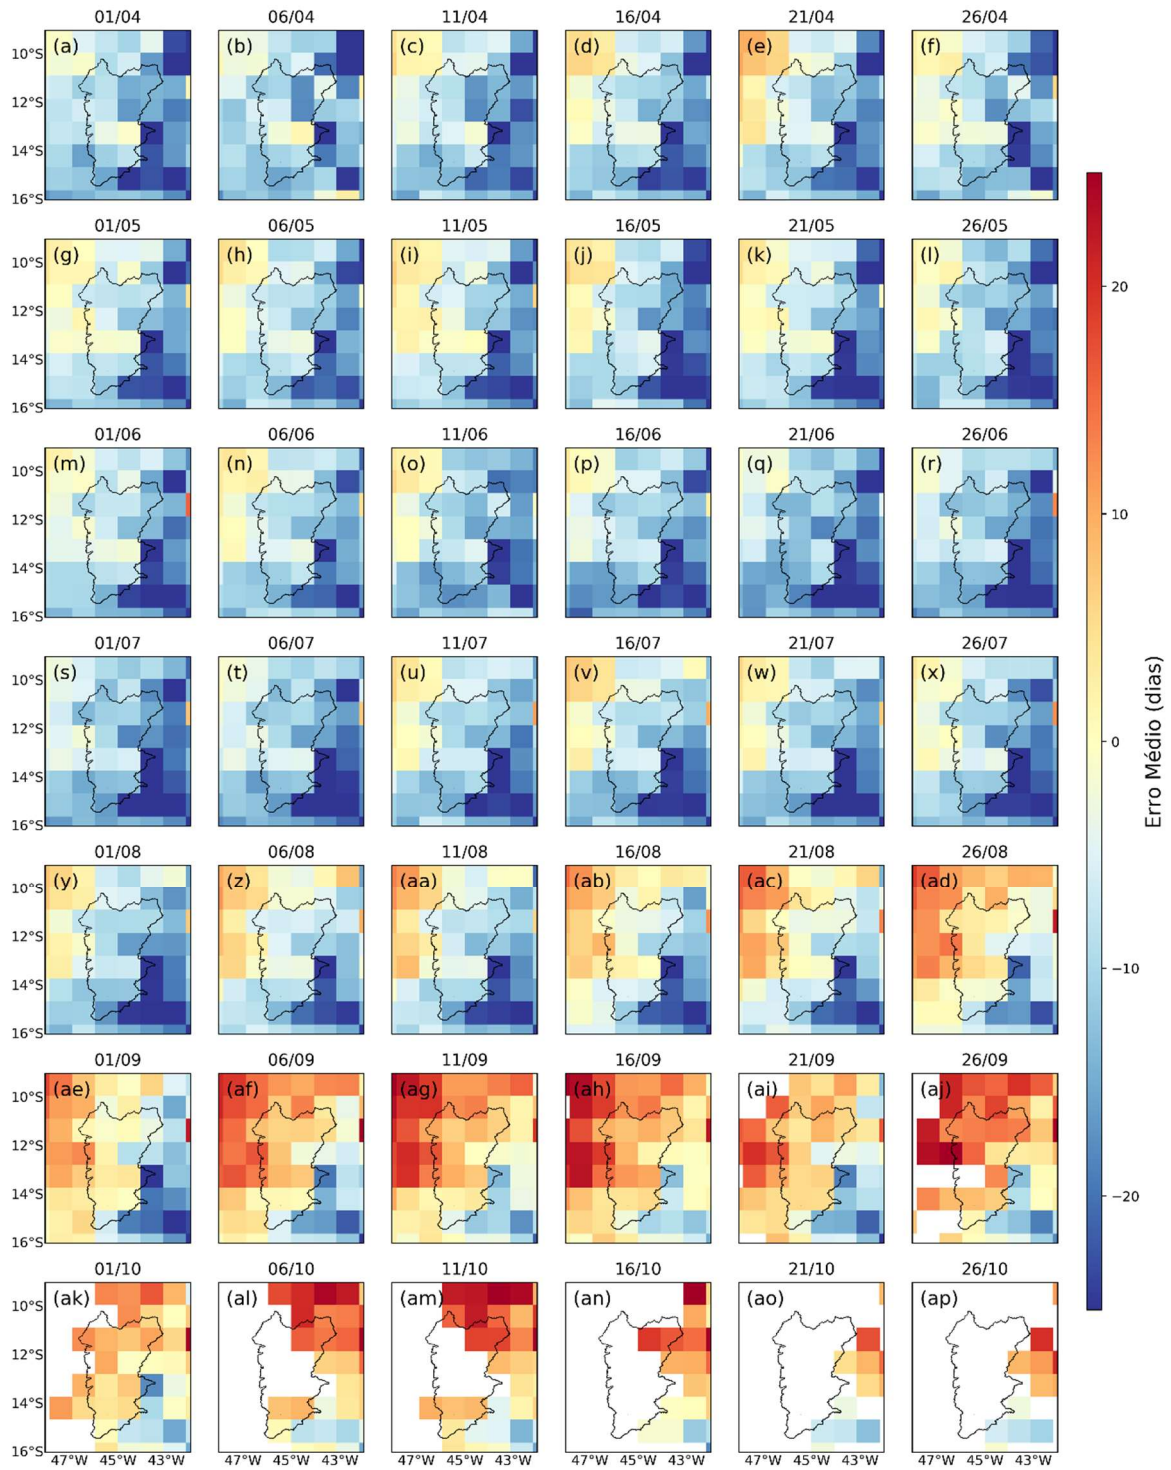 01/04 06/04 11/04 16/04 21/04 26/04
(a) (b) (c) (d) (e) (f)
10°S
12°S
14°S
16°S
01/05 06/05 11/05 16/05 21/05 26/05
(g) (h) (i) (j) (k) (l)
10°S
12°S
14°S
16°S
01/06 06/06 11/06 16/06 21/06 26/06
(m) (n) (o) (p) (q) (r)
10°S
12°S
14°S
16°S
01/07 06/07 11/07 16/07 21/07 26/07
(s) (t) (u) (v) (w) (x)
10°S
12°S
14°S
16°S
01/08 06/08 11/08 16/08 21/08 26/08
(y) (z) (aa) (ab) (ac) (ad)
10°S
12°S
14°S
16°S
01/09 06/09 11/09 16/09 21/09 26/09
(ae) (af) (ag) (ah) (ai) (aj)
10°S
12°S
14°S
16°S
01/10 06/10 11/10 16/10 21/10 26/10
(ak) (al) (am) (an) (ao) (ap)
10°S
12°S
14°S
16°S
47°W 45°W 43°W 47°W 45°W 43°W 47°W 45°W 43°W 47°W 45°W 43°W 47°W 45°W 43°W 47°W 45°W 43°W
20
10
0
−10
−20
Erro Médio (dias)